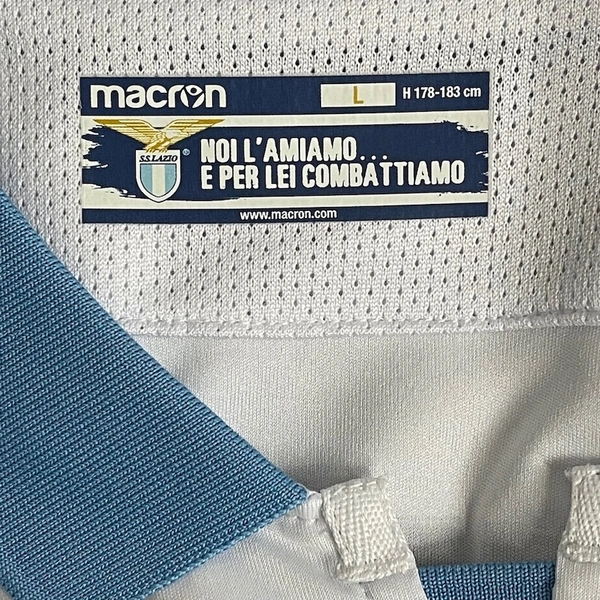 macron L H 178-183 cm
S.S. LAZIO ®
NOI L'AMIAMO...
E PER LEI COMBATTIAMO
www.macron.com